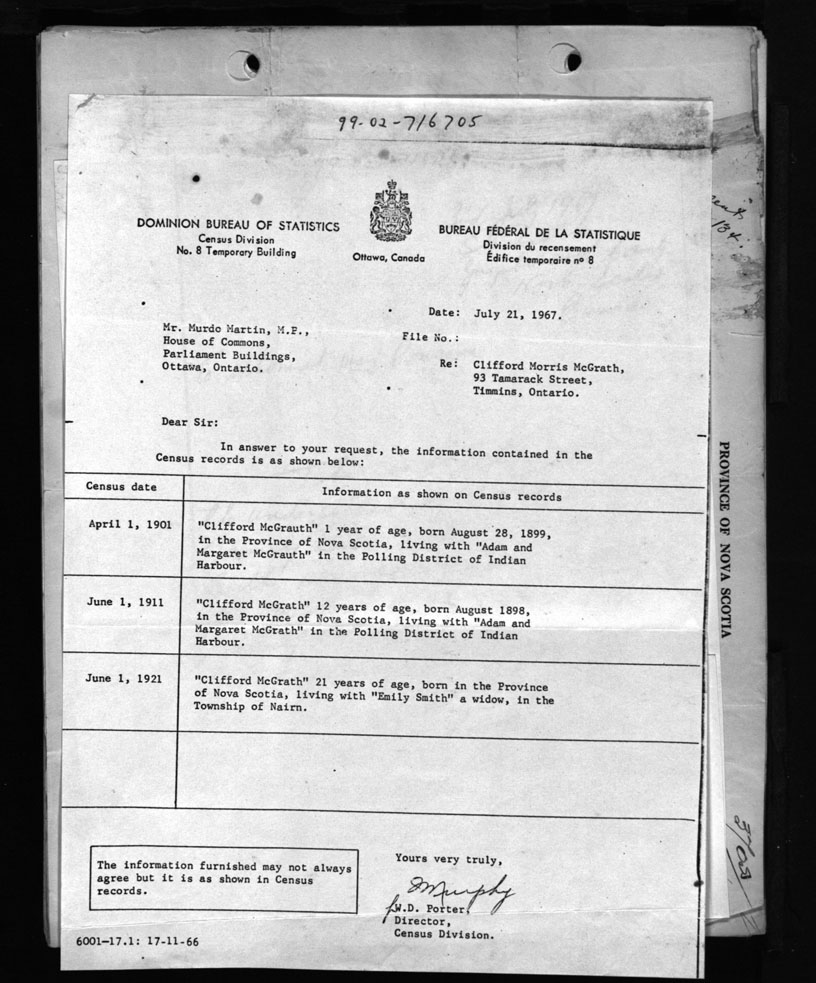 99-02-716705
DOMINION BUREAU OF STATISTICS
Census Division
No. 8 Temporary Building
Ottawa, Canada
BUREAU FÉDÉRAL DE LA STATISTIQUE
Division du recensement
Édifice temporaire nº 8
Date: July 21, 1967.
Mr. Murdo Martin, M.P.,
House of Commons,
Parliament Buildings,
Ottawa, Ontario.
File No.:
Re: Clifford Morris McGrath,
93 Tamarack Street,
Timmins, Ontario.
Dear Sir:
In answer to your request, the information contained in the
Census records is as shown below:
Census date
Information as shown on Census records
April 1, 1901
"Clifford McGrauth" 1 year of age, born August 28, 1899,
in the Province of Nova Scotia, living with "Adam and
Margaret McGrauth" in the Polling District of Indian
Harbour.
June 1, 1911
"Clifford McGrath" 12 years of age, born August 1898,
in the Province of Nova Scotia, living with "Adam and
Margaret McGrath" in the Polling District of Indian
Harbour.
June 1, 1921
"Clifford McGrath" 21 years of age, born in the Province
of Nova Scotia, living with "Emily Smith" a widow, in the
Township of Nairn.
The information furnished may not always
agree but it is as shown in Census
records.
Yours very truly,
Murphy
W.D. Porter,
Director,
Census Division.
6001-17.1: 17-11-66
PROVINCE OF NOVA SCOTIA